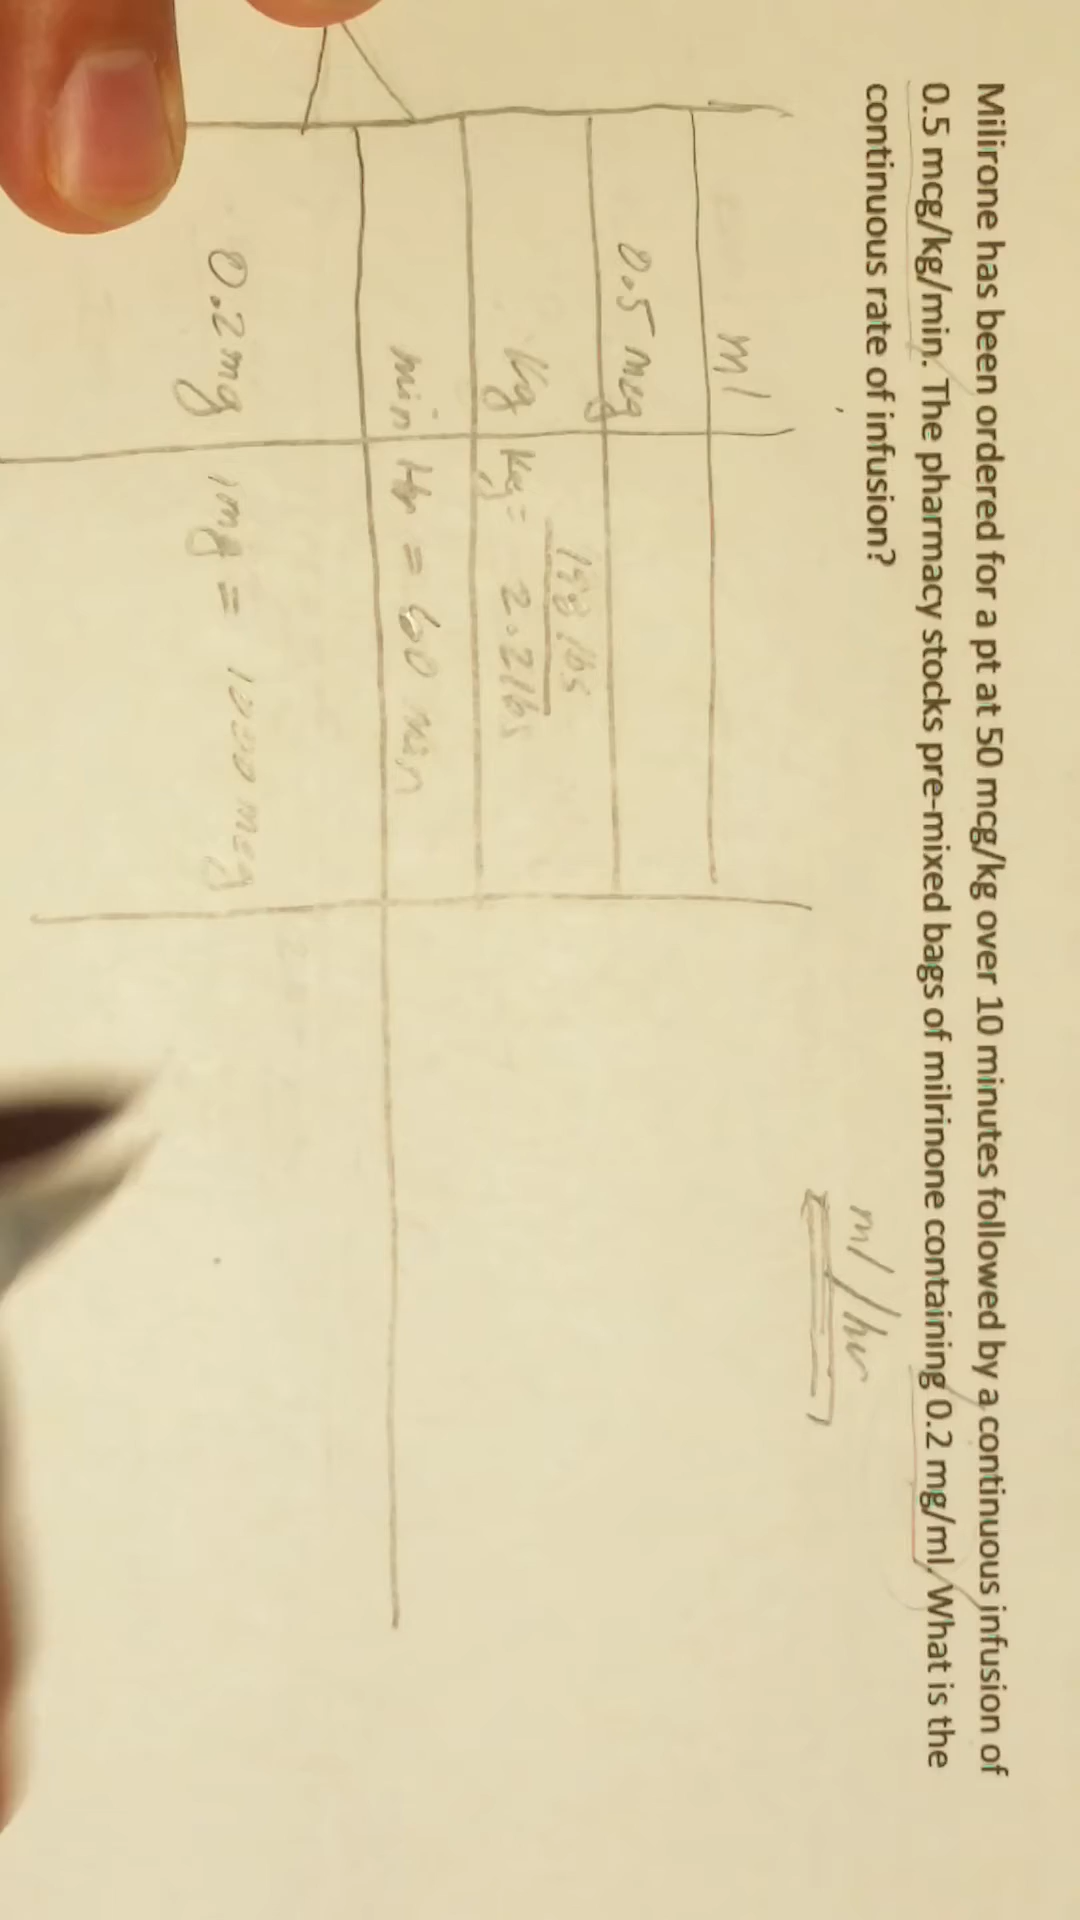 Milirone has been ordered for a pt at 50 mcg/kg over 10 minutes followed by a continuous infusion of
0.5 mcg/kg/min. The pharmacy stocks pre-mixed bags of milrinone containing 0.2 mg/ml. What is the
continuous rate of infusion?
ml/hr
ml
0.5 mcg
198 lbs
kg kg = 2.2 lbs
min Hr = 60 min
0.2 mg 1mg = 1000 mcg